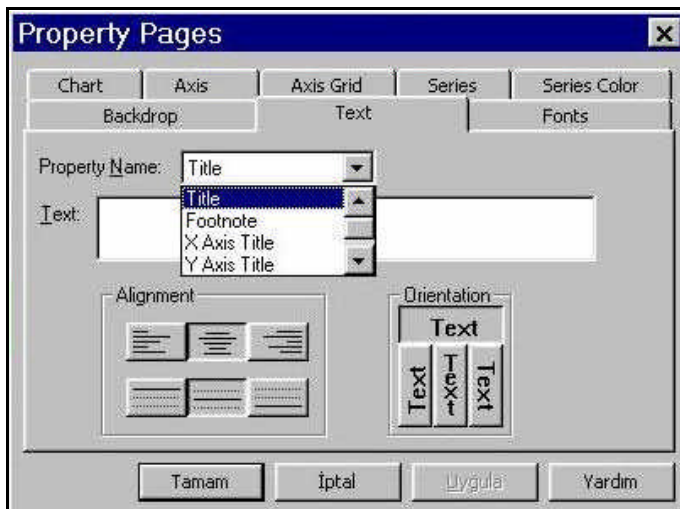 Property Pages
Chart Axis Axis Grid Series Series Color
Backdrop Text Fonts
Property Name: Title
Title
Text:
Footnote
X Axis Title
Y Axis Title
Alignment Orientation
Text
Text Text Text
Tamam İptal Uygula Yardım